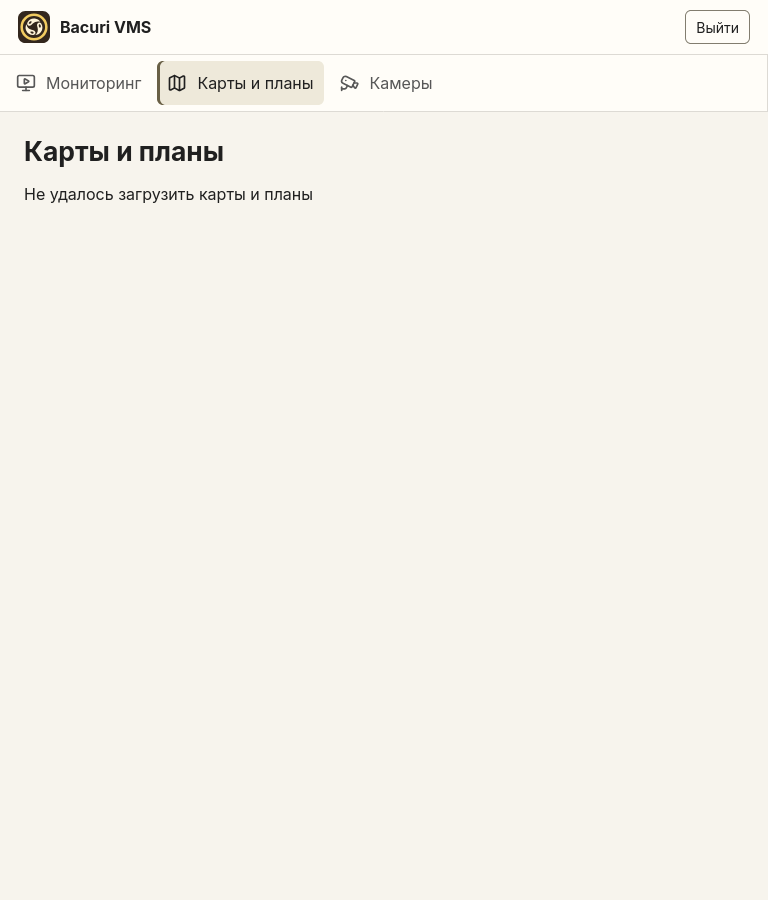 Bacuri VMS
Выйти
Мониторинг
Карты и планы
Камеры
Карты и планы
Не удалось загрузить карты и планы